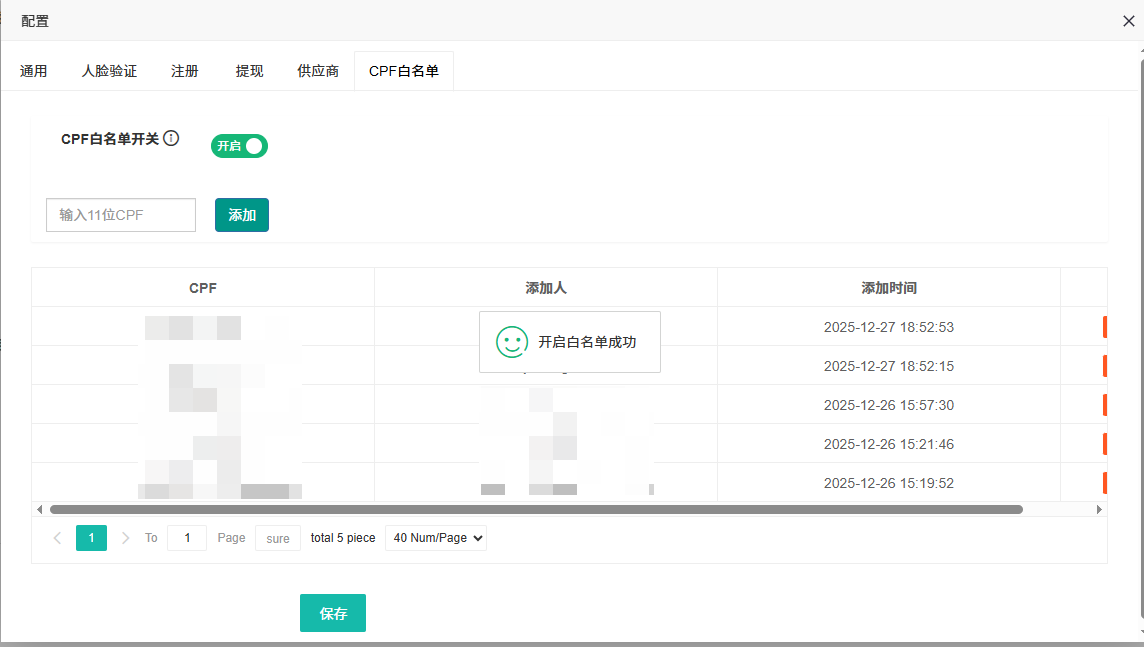 配置
通用 人脸验证 注册 提现 供应商 CPF白名单
CPF白名单开关
开启
输入11位CPF 添加
CPF 添加人 添加时间
2025-12-27 18:52:53
开启白名单成功
2025-12-27 18:52:15
2025-12-26 15:57:30
2025-12-26 15:21:46
2025-12-26 15:19:52
1 To 1 Page sure total 5 piece 40 Num/Page
保存